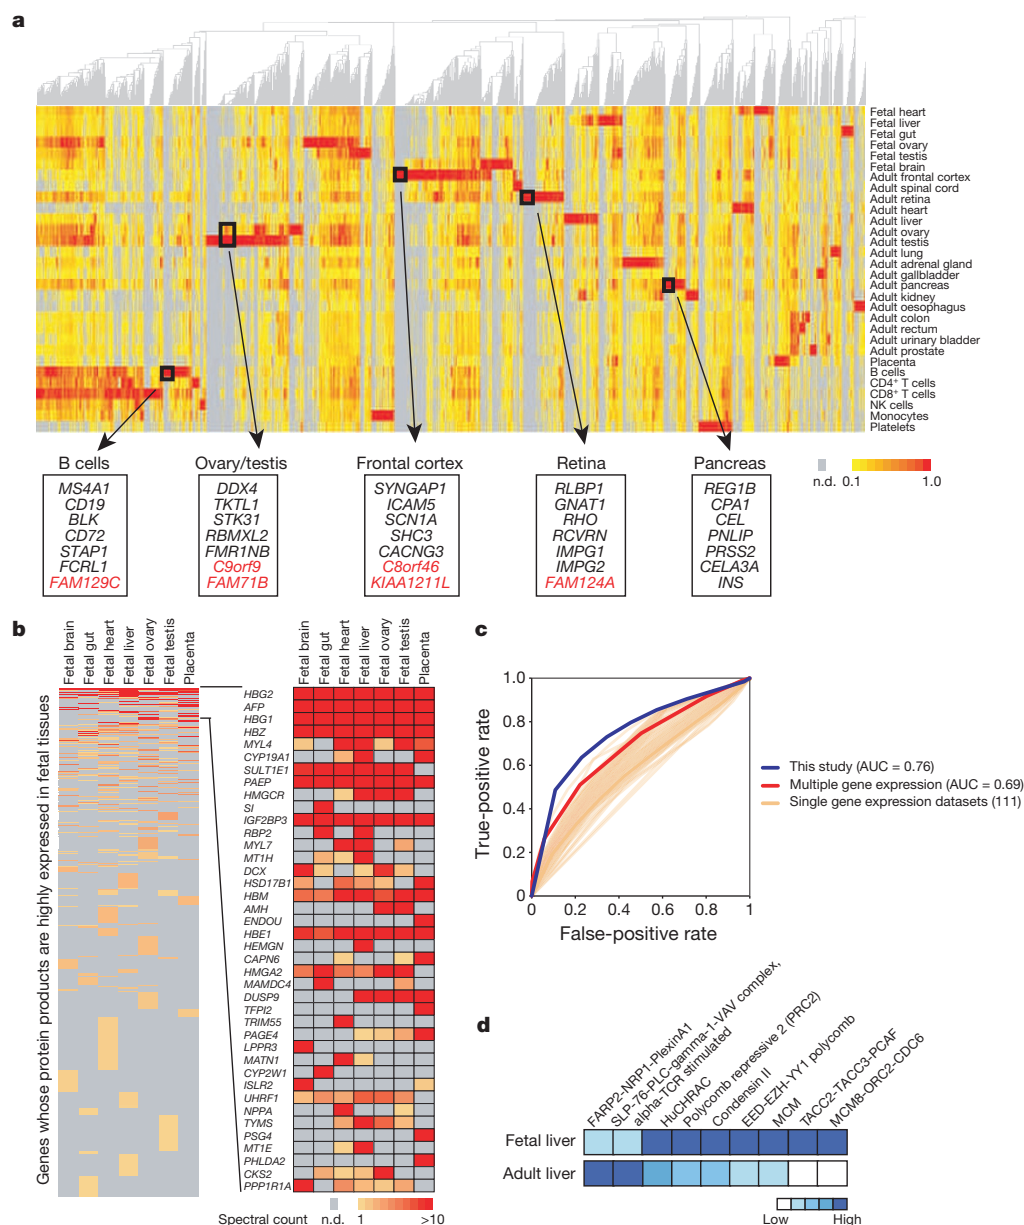 a
Fetal heart
Fetal liver
Fetal gut
Fetal ovary
Fetal testis
Fetal brain
Adult frontal cortex
Adult spinal cord
Adult retina
Adult heart
Adult liver
Adult ovary
Adult testis
Adult lung
Adult adrenal gland
Adult gallbladder
Adult pancreas
Adult kidney
Adult oesophagus
Adult colon
Adult rectum
Adult urinary bladder
Adult prostate
Placenta
B cells
CD4⁺ T cells
CD8⁺ T cells
NK cells
Monocytes
Platelets
B cells
MS4A1
CD19
BLK
CD72
STAP1
FCRL1
FAM129C
Ovary/testis
DDX4
TKTL1
STK31
RBMXL2
FMR1NB
C9orf9
FAM71B
Frontal cortex
SYNGAP1
ICAM5
SCN1A
SHC3
CACNG3
C8orf46
KIAA1211L
Retina
RLBP1
GNAT1
RHO
RCVRN
IMPG1
IMPG2
FAM124A
Pancreas
REG1B
CPA1
CEL
PNLIP
PRSS2
CELA3A
INS
n.d. 0.1 1.0
b
Fetal brain
Fetal gut
Fetal heart
Fetal liver
Fetal ovary
Fetal testis
Placenta
Genes whose protein products are highly expressed in fetal tissues
Fetal brain
Fetal gut
Fetal heart
Fetal liver
Fetal ovary
Fetal testis
Placenta
HBG2
AFP
HBG1
HBZ
MYL4
CYP19A1
SULT1E1
PAEP
HMGCR
SI
IGF2BP3
RBP2
MYL7
MT1H
DCX
HSD17B1
HBM
AMH
ENDOU
HBE1
HEMGN
CAPN6
HMGA2
MAMDC4
DUSP9
TFPI2
TRIM55
PAGE4
LPPR3
MATN1
CYP2W1
ISLR2
UHRF1
NPPA
TYMS
PSG4
MT1E
PHLDA2
CKS2
PPP1R1A
Spectral count n.d. 1 >10
c
True-positive rate
1.0
0.8
0.6
0.4
0.2
0
0 0.2 0.4 0.6 0.8 1
False-positive rate
This study (AUC = 0.76)
Multiple gene expression (AUC = 0.69)
Single gene expression datasets (111)
d
FARP2-NRP1-PlexinA1
SLP-76-PLC-gamma-1-VAV complex,
alpha-TCR stimulated
HuCHRAC
Polycomb repressive 2 (PRC2)
Condensin II
EED-EZH-YY1 polycomb
MCM
TACC2-TACC3-PCAF
MCM8-ORC2-CDC6
Fetal liver
Adult liver
Low High